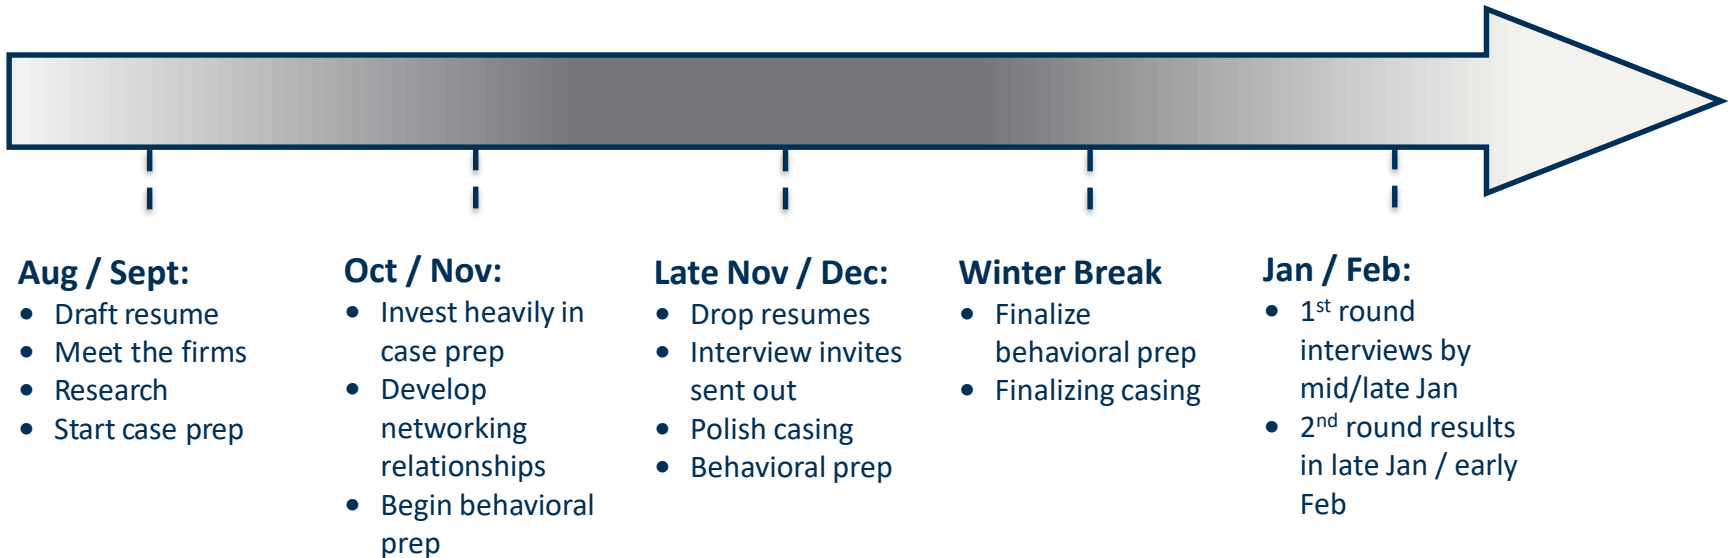 Aug / Sept:
• Draft resume
• Meet the firms
• Research
• Start case prep
Oct / Nov:
• Invest heavily in
case prep
• Develop
networking
relationships
• Begin behavioral
prep
Late Nov / Dec:
• Drop resumes
• Interview invites
sent out
• Polish casing
• Behavioral prep
Winter Break
• Finalize
behavioral prep
• Finalizing casing
Jan / Feb:
• 1st round
interviews by
mid/late Jan
• 2nd round results
in late Jan / early
Feb